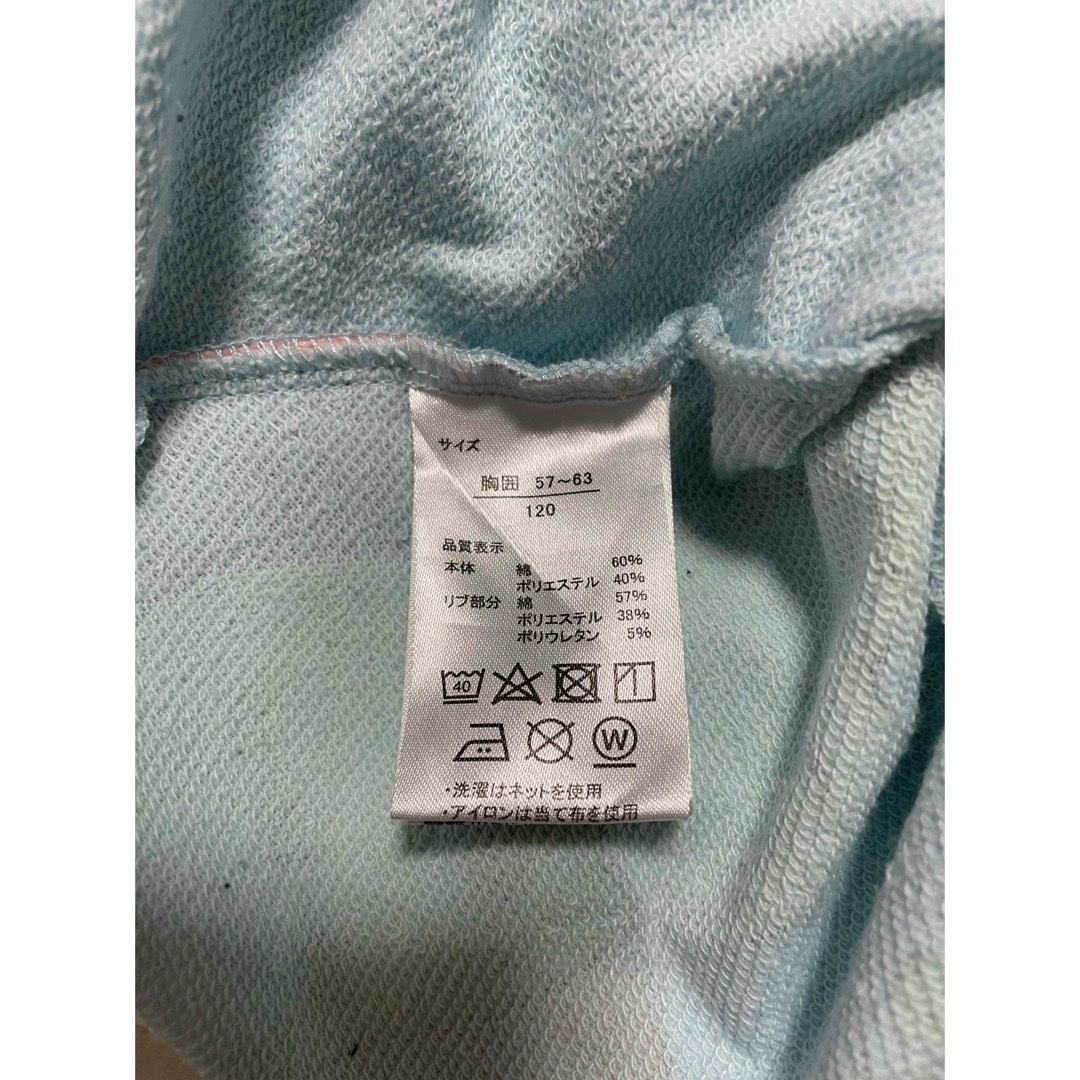 サイズ
胸囲 57~63
120
品質表示
本体 綿 60%
ポリエステル 40%
リブ部分 綿 57%
ポリエステル 38%
ポリウレタン 5%
40
W
・洗濯はネットを使用
・アイロンは当て布を使用